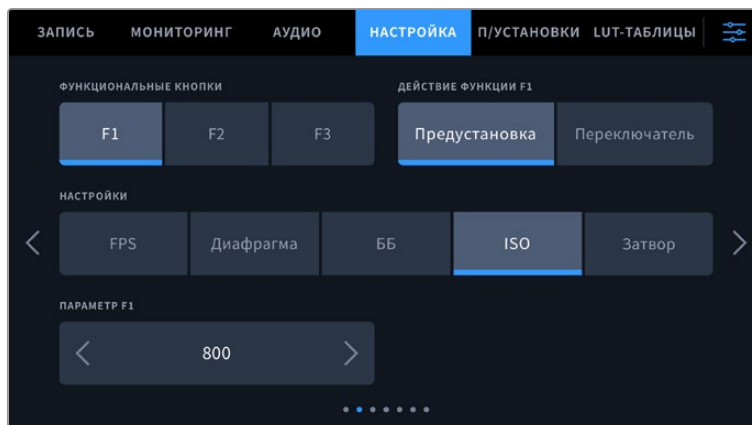 ЗАПИСЬ МОНИТОРИНГ АУДИО НАСТРОЙКА П/УСТАНОВКИ LUT-ТАБЛИЦЫ
ФУНКЦИОНАЛЬНЫЕ КНОПКИ ДЕЙСТВИЕ ФУНКЦИИ F1
F1 F2 F3 Предустановка Переключатель
НАСТРОЙКИ
FPS Диафрагма ББ ISO Затвор
ПАРАМЕТР F1
800